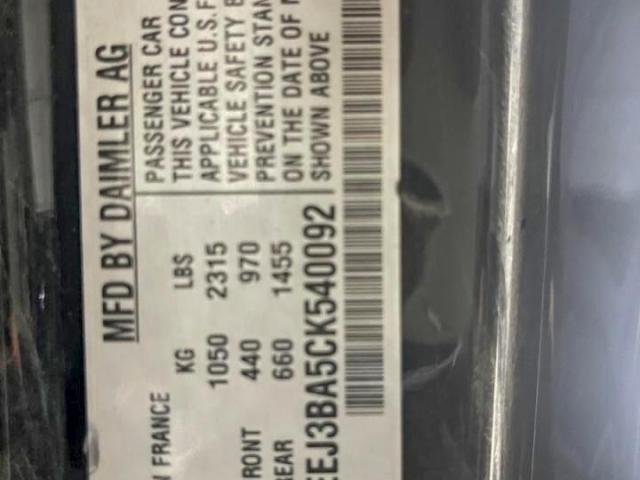 MFD BY DAIMLER AG
PASSENGER CAR
FRANCE
THIS VEHICLE CON
KG LBS
APPLICABLE U.S.F
1050 2315
VEHICLE SAFETY
RONT 440 970
PREVENTION STAN
EAR 660 1455
ON THE DATE OF
SHOWN ABOVE
EJ3BA5CK540092